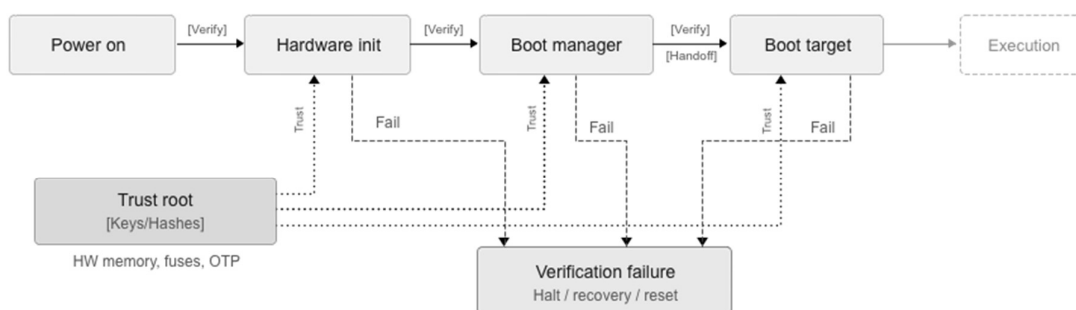 Power on
[Verify]
Hardware init
[Verify]
Boot manager
[Verify]
[Handoff]
Boot target
Execution
Trust
Fail
Trust
Fail
Trust
Fail
Trust root
[Keys/Hashes]
HW memory, fuses, OTP
Verification failure
Halt / recovery / reset